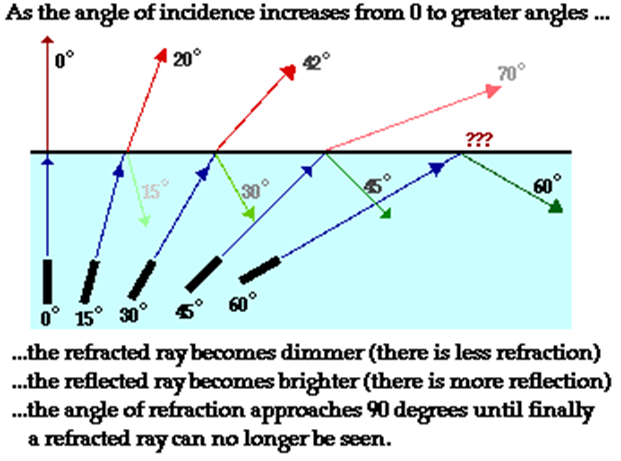 As the angle of incidence increases from 0 to greater angles ...
0° 20° 42° 70°
???
15° 30° 45° 60°
0° 15° 30° 45° 60°
...the refracted ray becomes dimmer (there is less refraction)
...the reflected ray becomes brighter (there is more reflection)
...the angle of refraction approaches 90 degrees until finally
a refracted ray can no longer be seen.